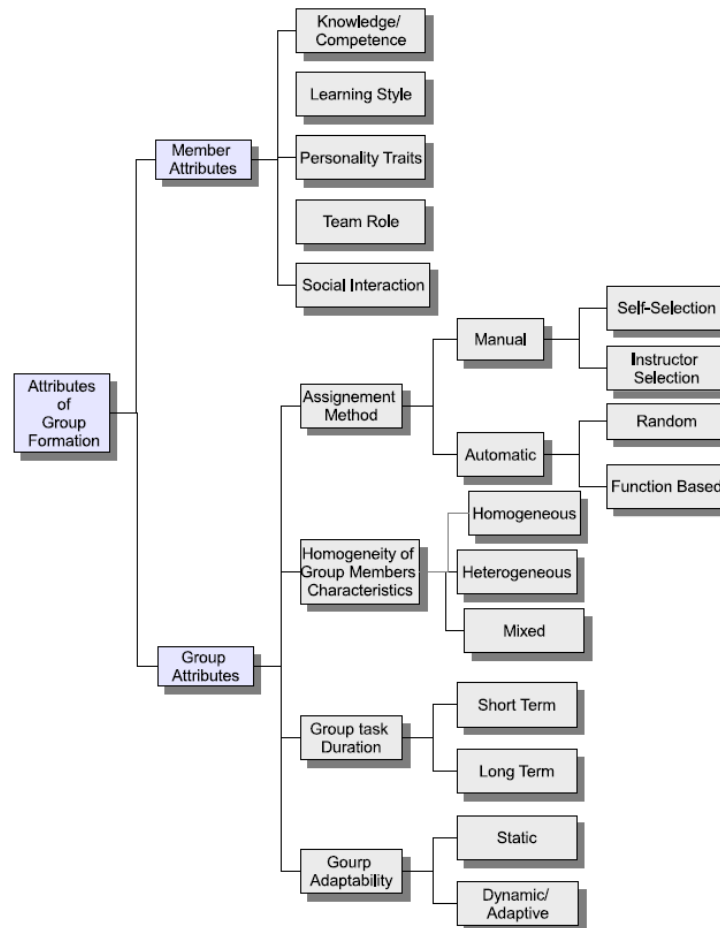 Knowledge/
Competence
Learning Style
Personality Traits
Team Role
Social Interaction
Member
Attributes
Attributes
of
Group
Formation
Group
Attributes
Assignement
Method
Manual
Self-Selection
Instructor
Selection
Automatic
Random
Function Based
Homogeneity of
Group Members
Characteristics
Homogeneous
Heterogeneous
Mixed
Group task
Duration
Short Term
Long Term
Gourp
Adaptability
Static
Dynamic/
Adaptive